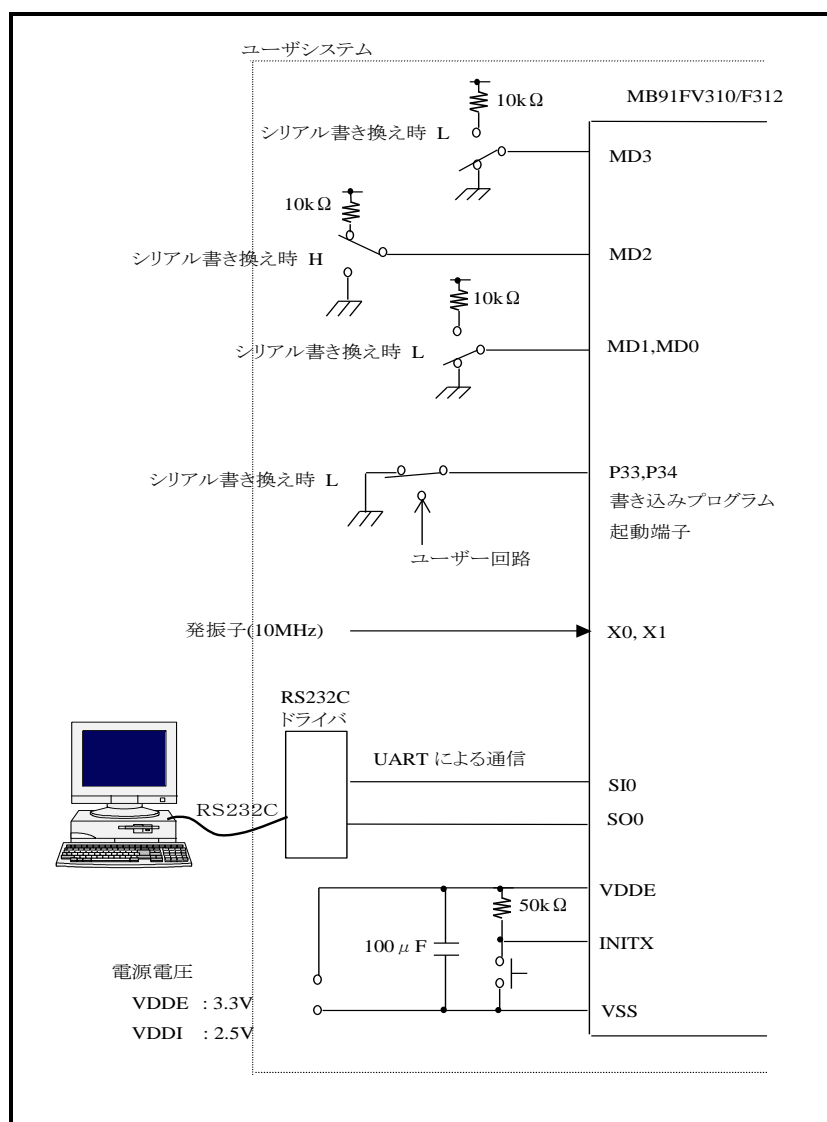 ユーザシステム
MB91FV310/F312
10kΩ
シリアル書き換え時 L
MD3
10kΩ
シリアル書き換え時 H
MD2
10kΩ
シリアル書き換え時 L
MD1,MD0
シリアル書き換え時 L
P33,P34
書き込みプログラム
起動端子
ユーザー回路
発振子(10MHz)
X0, X1
RS232C
ドライバ
UART による通信
SI0
RS232C
SO0
VDDE
50kΩ
100μF
INITX
電源電圧
VDDE : 3.3V
VSS
VDDI : 2.5V